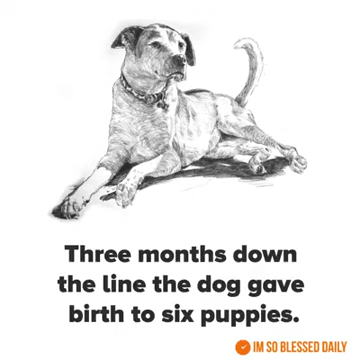 Three months down
the line the dog gave
birth to six puppies.
IM SO BLESSED DAILY